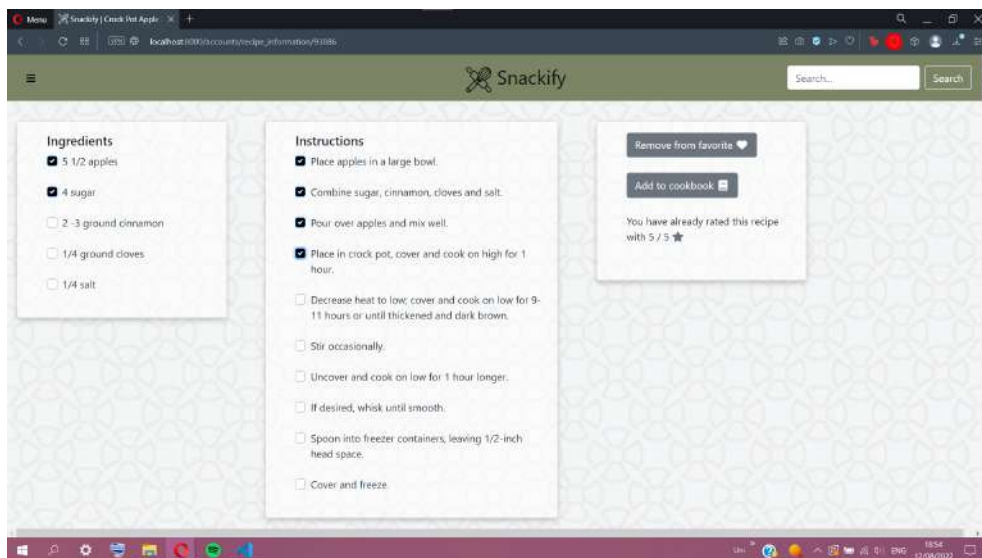 Menu
Snackify | Crock Pot Apple
localhost:8000/accounts/recipe_information/93086
Snackify
Search...
Search
Ingredients
5 1/2 apples
4 sugar
2 -3 ground cinnamon
1/4 ground cloves
1/4 salt
Instructions
Place apples in a large bowl.
Combine sugar, cinnamon, cloves and salt.
Pour over apples and mix well.
Place in crock pot, cover and cook on high for 1
hour.
Decrease heat to low; cover and cook on low for 9-
11 hours or until thickened and dark brown.
Stir occasionally.
Uncover and cook on low for 1 hour longer.
If desired, whisk until smooth.
Spoon into freezer containers, leaving 1/2-inch
head space.
Cover and freeze.
Remove from favorite
Add to cookbook
You have already rated this recipe
with 5 / 5
ENG
18:54
12/08/2022